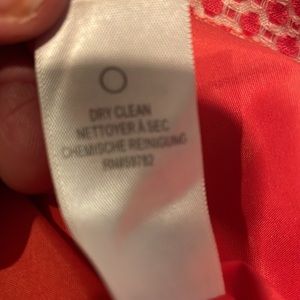 DRY CLEAN
NETTOYER À SEC
CHEMISCHE REINIGUNG
RN#59782